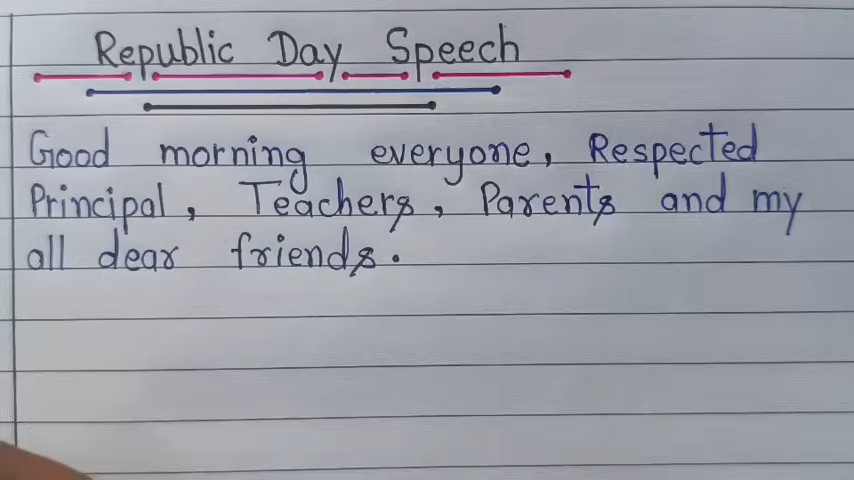 Republic Day Speech
Good morning everyone, Respected
Principal, Teachers, Parents and my
all dear friends.